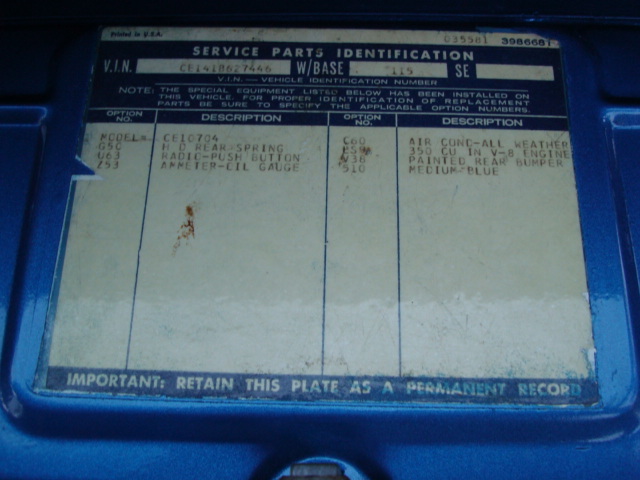 Printed in U.S.A. 035581 3986681
SERVICE PARTS IDENTIFICATION
V.I.N. CE141B627446 W/BASE 115 SE
V.I.N. — VEHICLE IDENTIFICATION NUMBER
NOTE: THE SPECIAL EQUIPMENT LISTED BELOW HAS BEEN INSTALLED ON
THIS VEHICLE. FOR PROPER IDENTIFICATION OF REPLACEMENT
PARTS BE SURE TO SPECIFY THE APPLICABLE OPTION NUMBERS.
OPTION NO. DESCRIPTION OPTION NO. DESCRIPTION
MODEL= CE10704 C60 AIR COND-ALL WEATHER
G50 H D REAR SPRING 350 CU IN V-8 ENGINE
U63 RADIO-PUSH BUTTON V38 PAINTED REAR BUMPER
Z53 AMMETER-OIL GAUGE 510 MEDIUM-BLUE
IMPORTANT: RETAIN THIS PLATE AS A PERMANENT RECORD